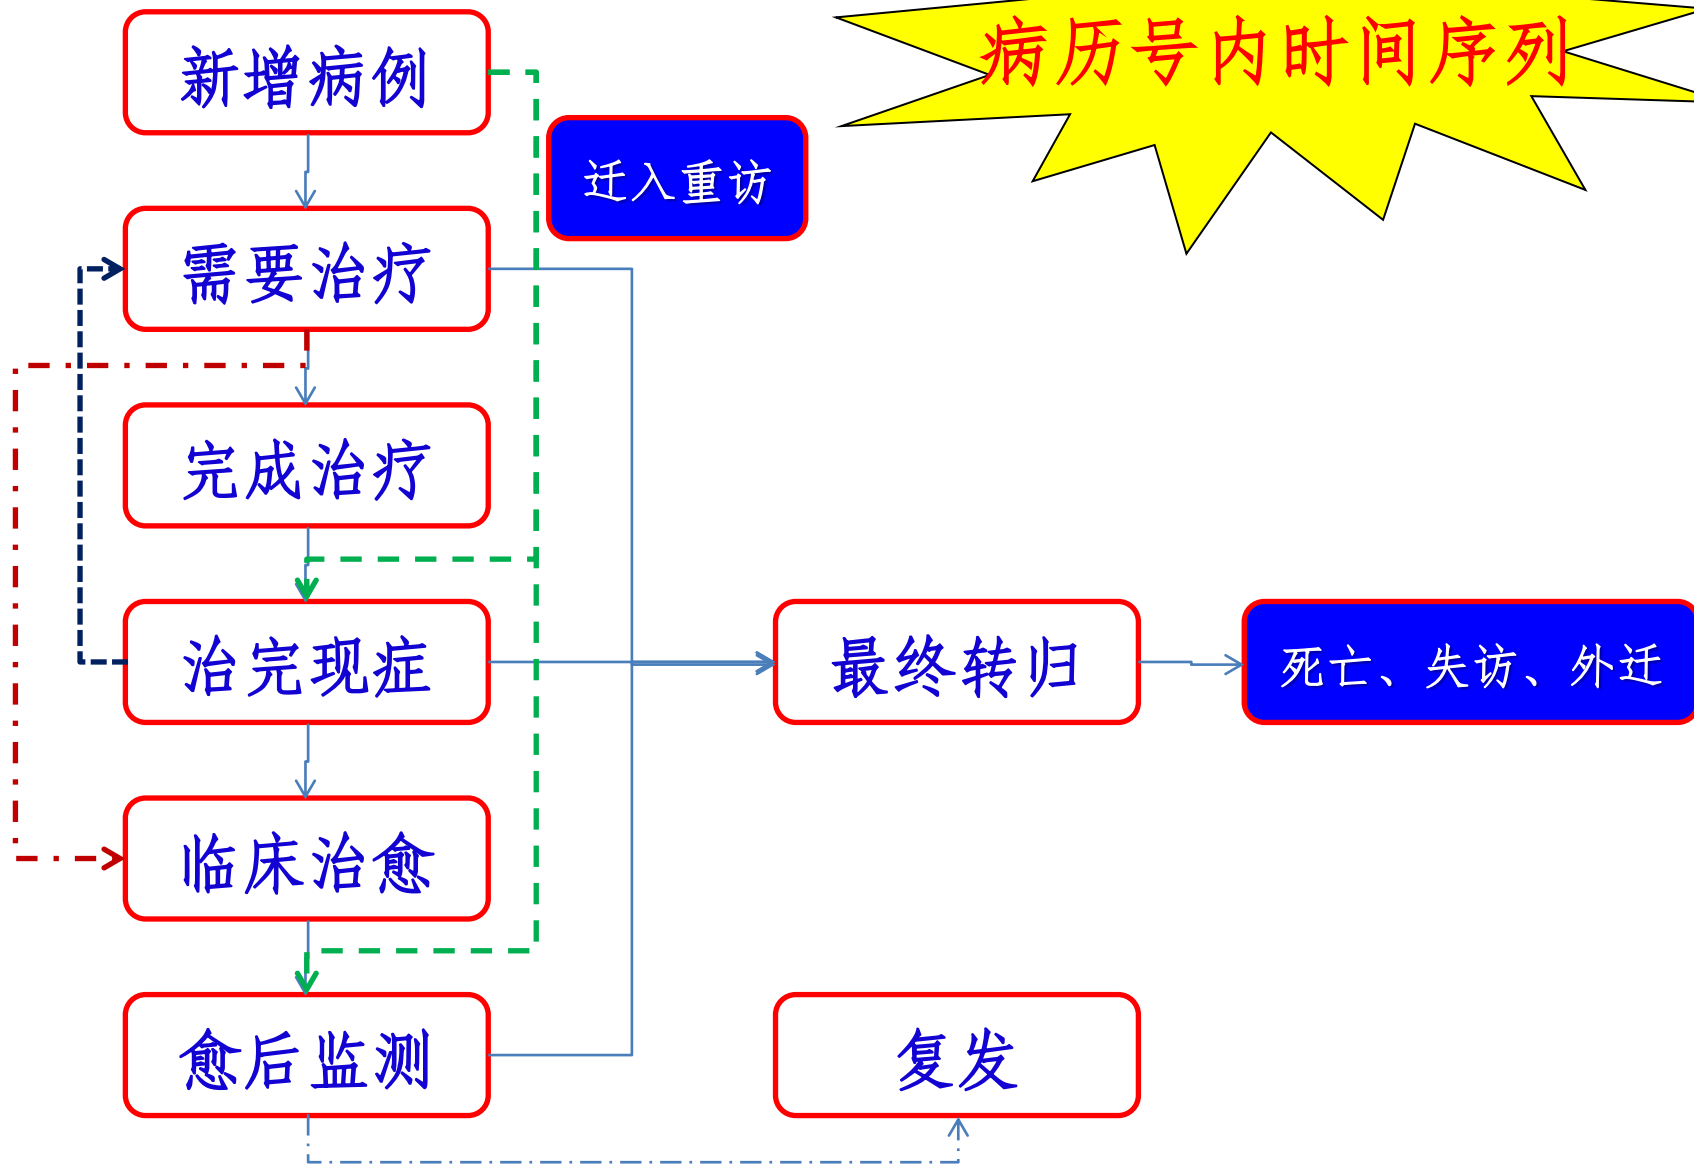 病历号内时间序列
新增病例
迁入重访
需要治疗
完成治疗
治完现症
最终转归
死亡、失访、外迁
临床治愈
愈后监测
复发